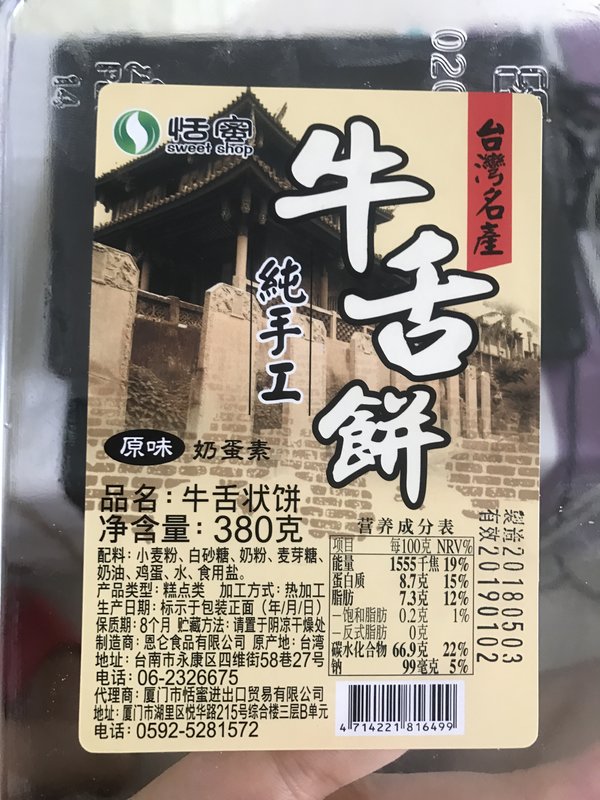 恬蜜
sweet shop
台灣名產
牛舌餅
純手工
原味 奶蛋素
品名：牛舌状饼
净含量：380克
配料：小麦粉、白砂糖、奶粉、麦芽糖、
奶油、鸡蛋、水、食用盐。
产品类型：糕点类 加工方式：热加工
生产日期：标示于包装正面（年/月/日）
保质期：8个月 贮藏方法：请置于阴凉干燥处
制造商：恩仑食品有限公司 原产地：台湾
地址：台南市永康区四维街58巷27号
电话：06-2326675
代理商：厦门市恬蜜进出口贸易有限公司
地址：厦门市湖里区悦华路215号综合楼三层B单元
电话：0592-5281572
营养成分表
项目 每100克 NRV%
能量 1555千焦 19%
蛋白质 8.7克 15%
脂肪 7.3克 12%
—饱和脂肪 0.2克 1%
—反式脂肪 0克
碳水化合物 66.9克 22%
钠 99毫克 5%
製造20180503
有效20190102
4 714221 816499